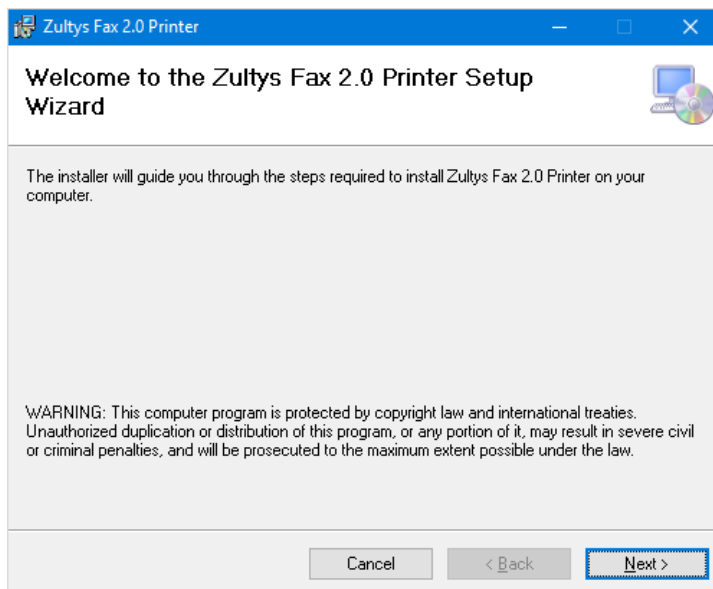 Zultys Fax 2.0 Printer
Welcome to the Zultys Fax 2.0 Printer Setup
Wizard
The installer will guide you through the steps required to install Zultys Fax 2.0 Printer on your
computer.
WARNING: This computer program is protected by copyright law and international treaties.
Unauthorized duplication or distribution of this program, or any portion of it, may result in severe civil
or criminal penalties, and will be prosecuted to the maximum extent possible under the law.
Cancel < Back Next >